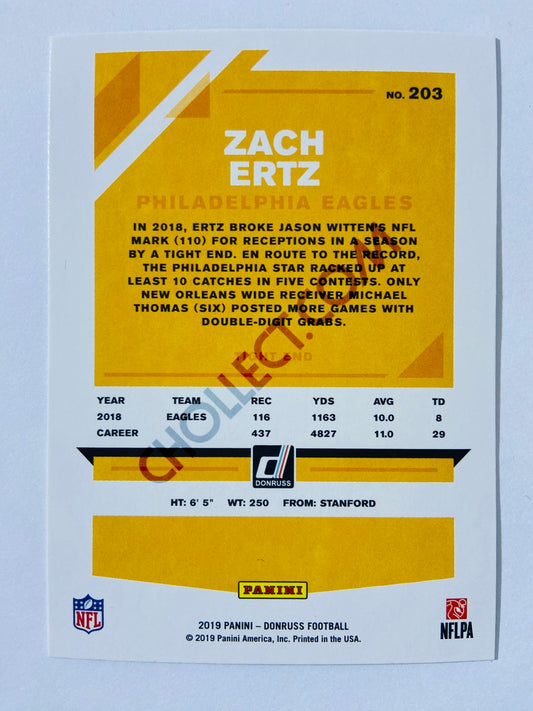 NO. 203
ZACH
ERTZ
PHILADELPHIA EAGLES
IN 2018, ERTZ BROKE JASON WITTEN'S NFL
MARK (110) FOR RECEPTIONS IN A SEASON
BY A TIGHT END. EN ROUTE TO THE RECORD,
THE PHILADELPHIA STAR RACKED UP AT
LEAST 10 CATCHES IN FIVE CONTESTS. ONLY
NEW ORLEANS WIDE RECEIVER MICHAEL
THOMAS (SIX) POSTED MORE GAMES WITH
DOUBLE-DIGIT GRABS.
TIGHT END
CHOLLECT.COM
YEAR TEAM REC YDS AVG TD
2018 EAGLES 116 1163 10.0 8
CAREER 437 4827 11.0 29
d
DONRUSS
HT: 6' 5" WT: 250 FROM: STANFORD
PANINI
NFL
2019 PANINI – DONRUSS FOOTBALL
© 2019 Panini America, Inc. Printed in the USA.
NFLPA